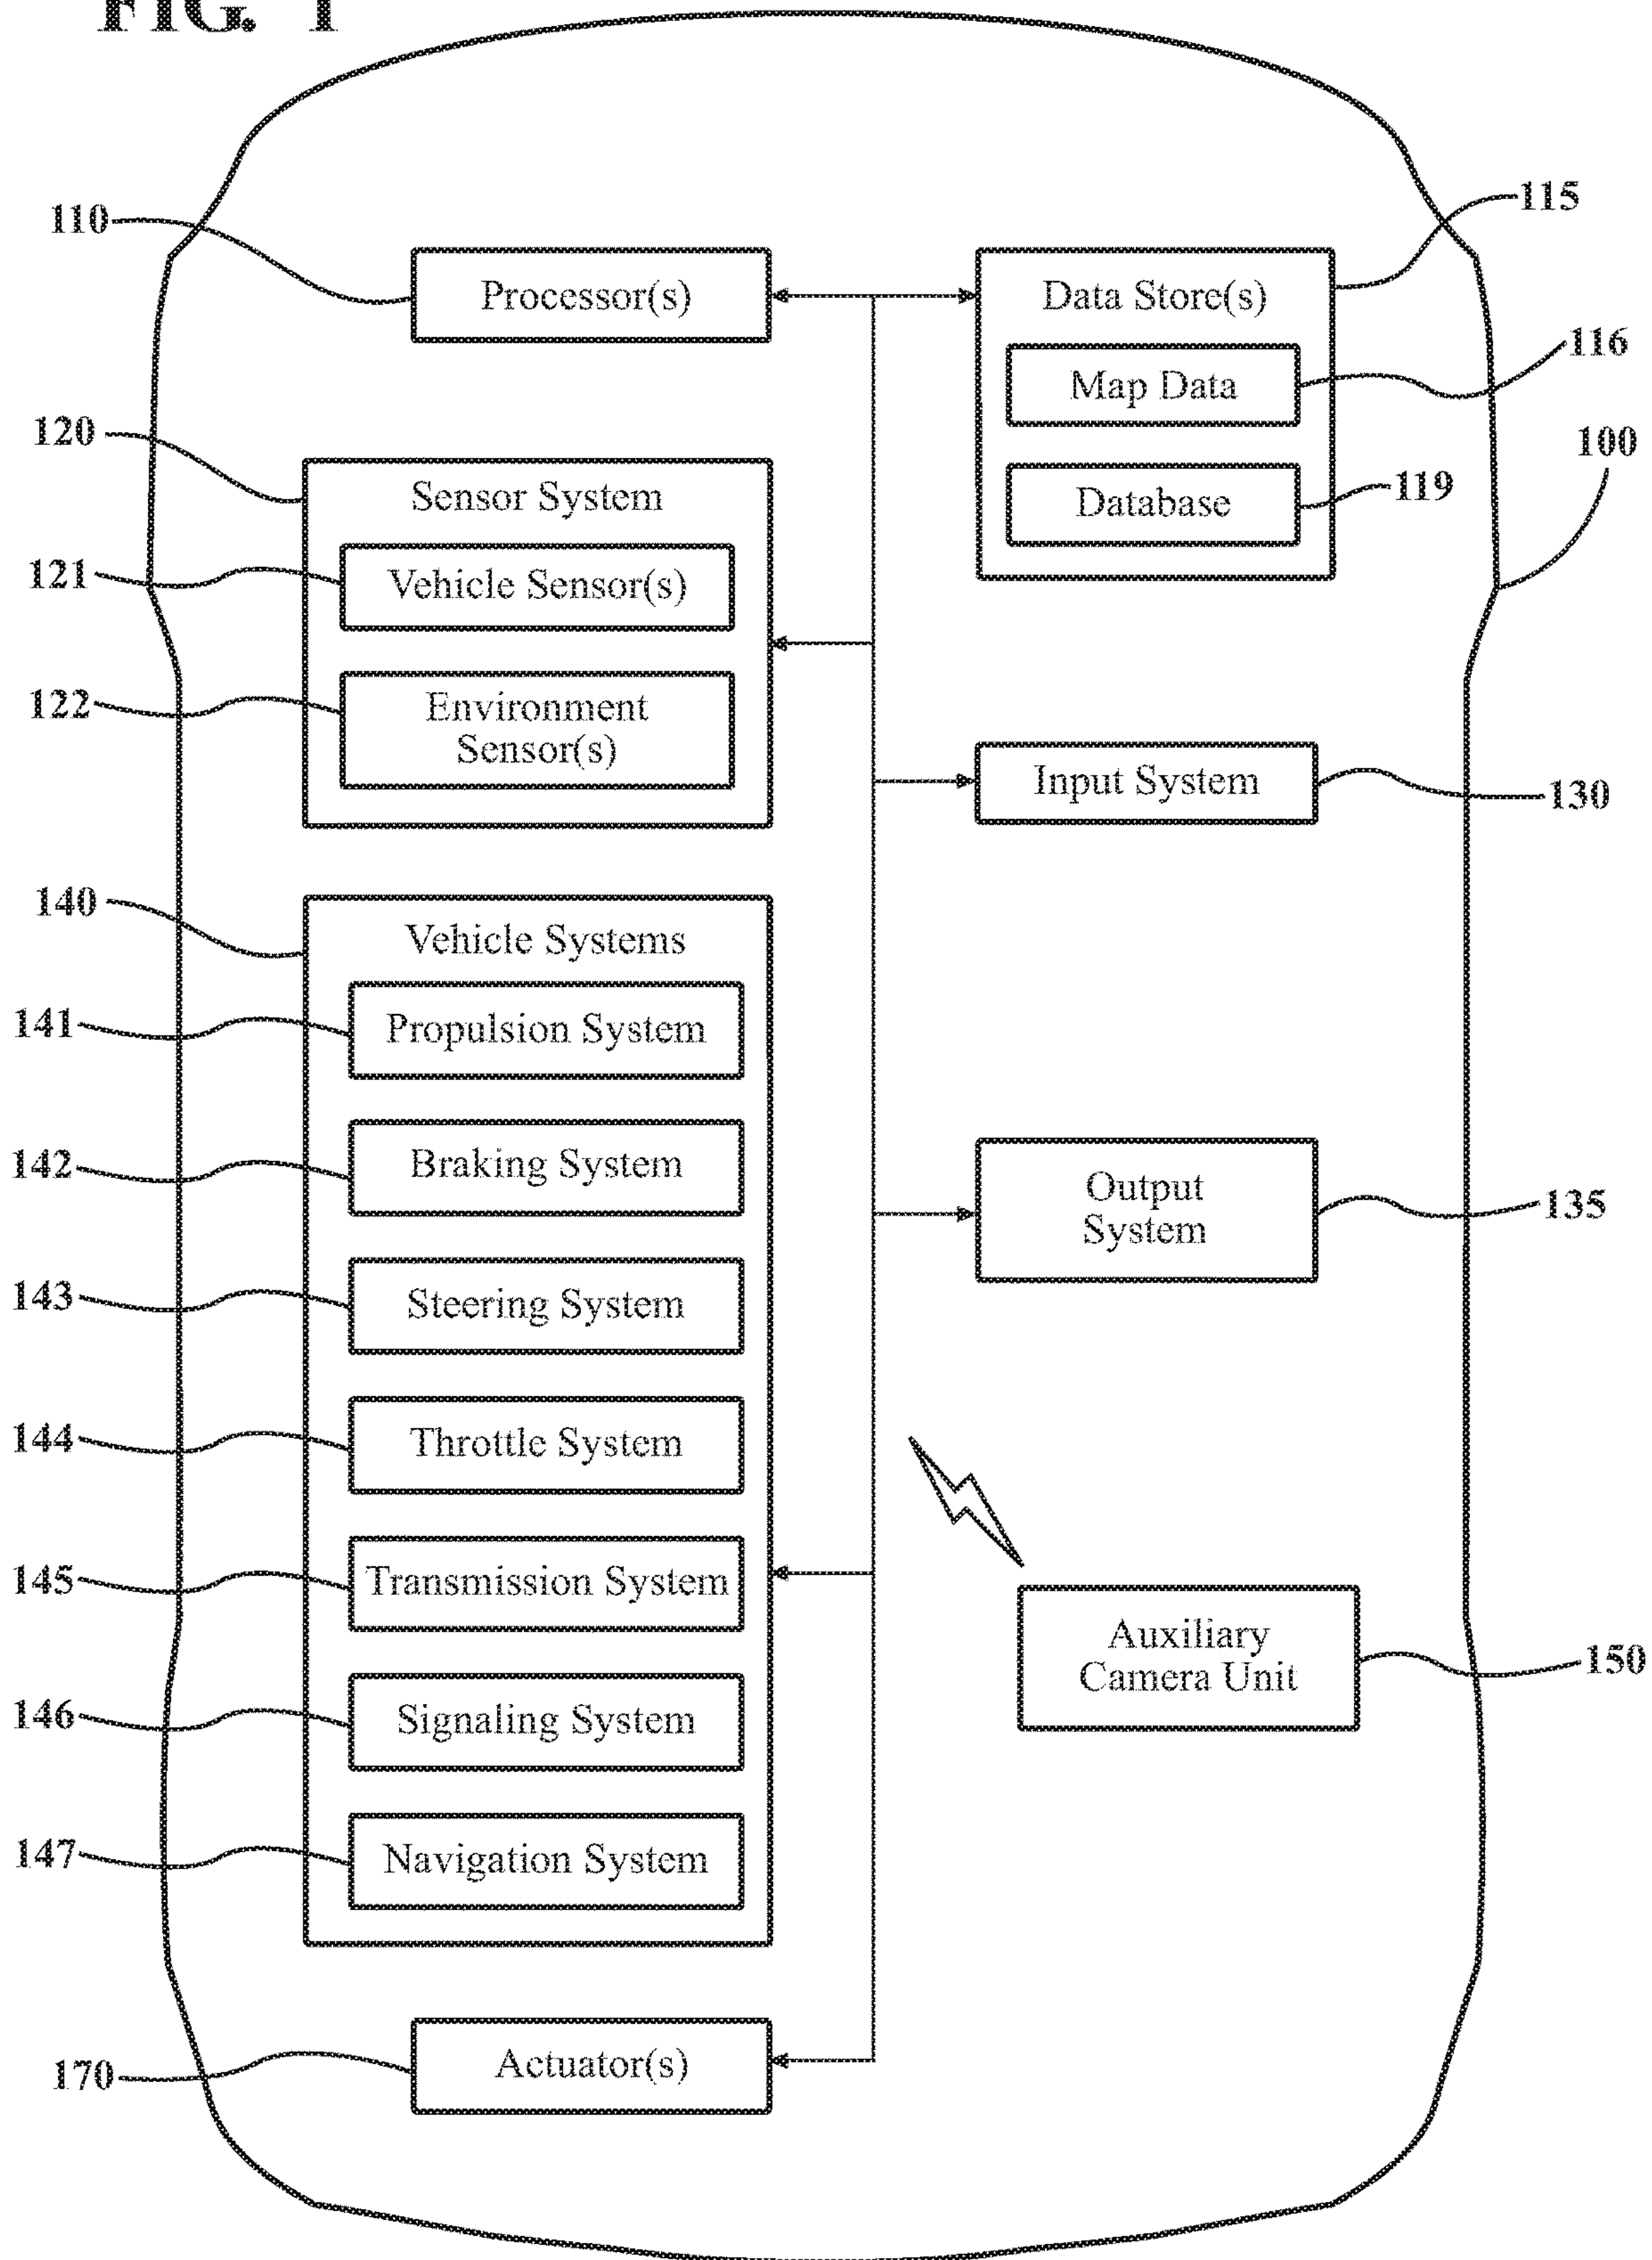 FIG. 1
110
Processor(s)
115
Data Store(s)
116
Map Data
119
Database
100
120
Sensor System
121
Vehicle Sensor(s)
122
Environment
Sensor(s)
130
Input System
140
Vehicle Systems
141
Propulsion System
142
Braking System
135
Output
System
143
Steering System
144
Throttle System
145
Transmission System
150
Auxiliary
Camera Unit
146
Signaling System
147
Navigation System
170
Actuator(s)